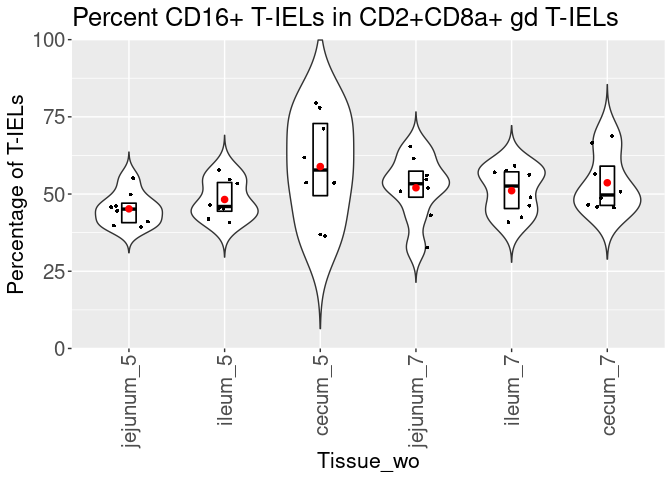 Percent CD16+ T-IELs in CD2+CD8a+ gd T-IELs
Percentage of T-IELs
100
75
50
25
0
jejunum_5
ileum_5
cecum_5
jejunum_7
ileum_7
cecum_7
Tissue_wo